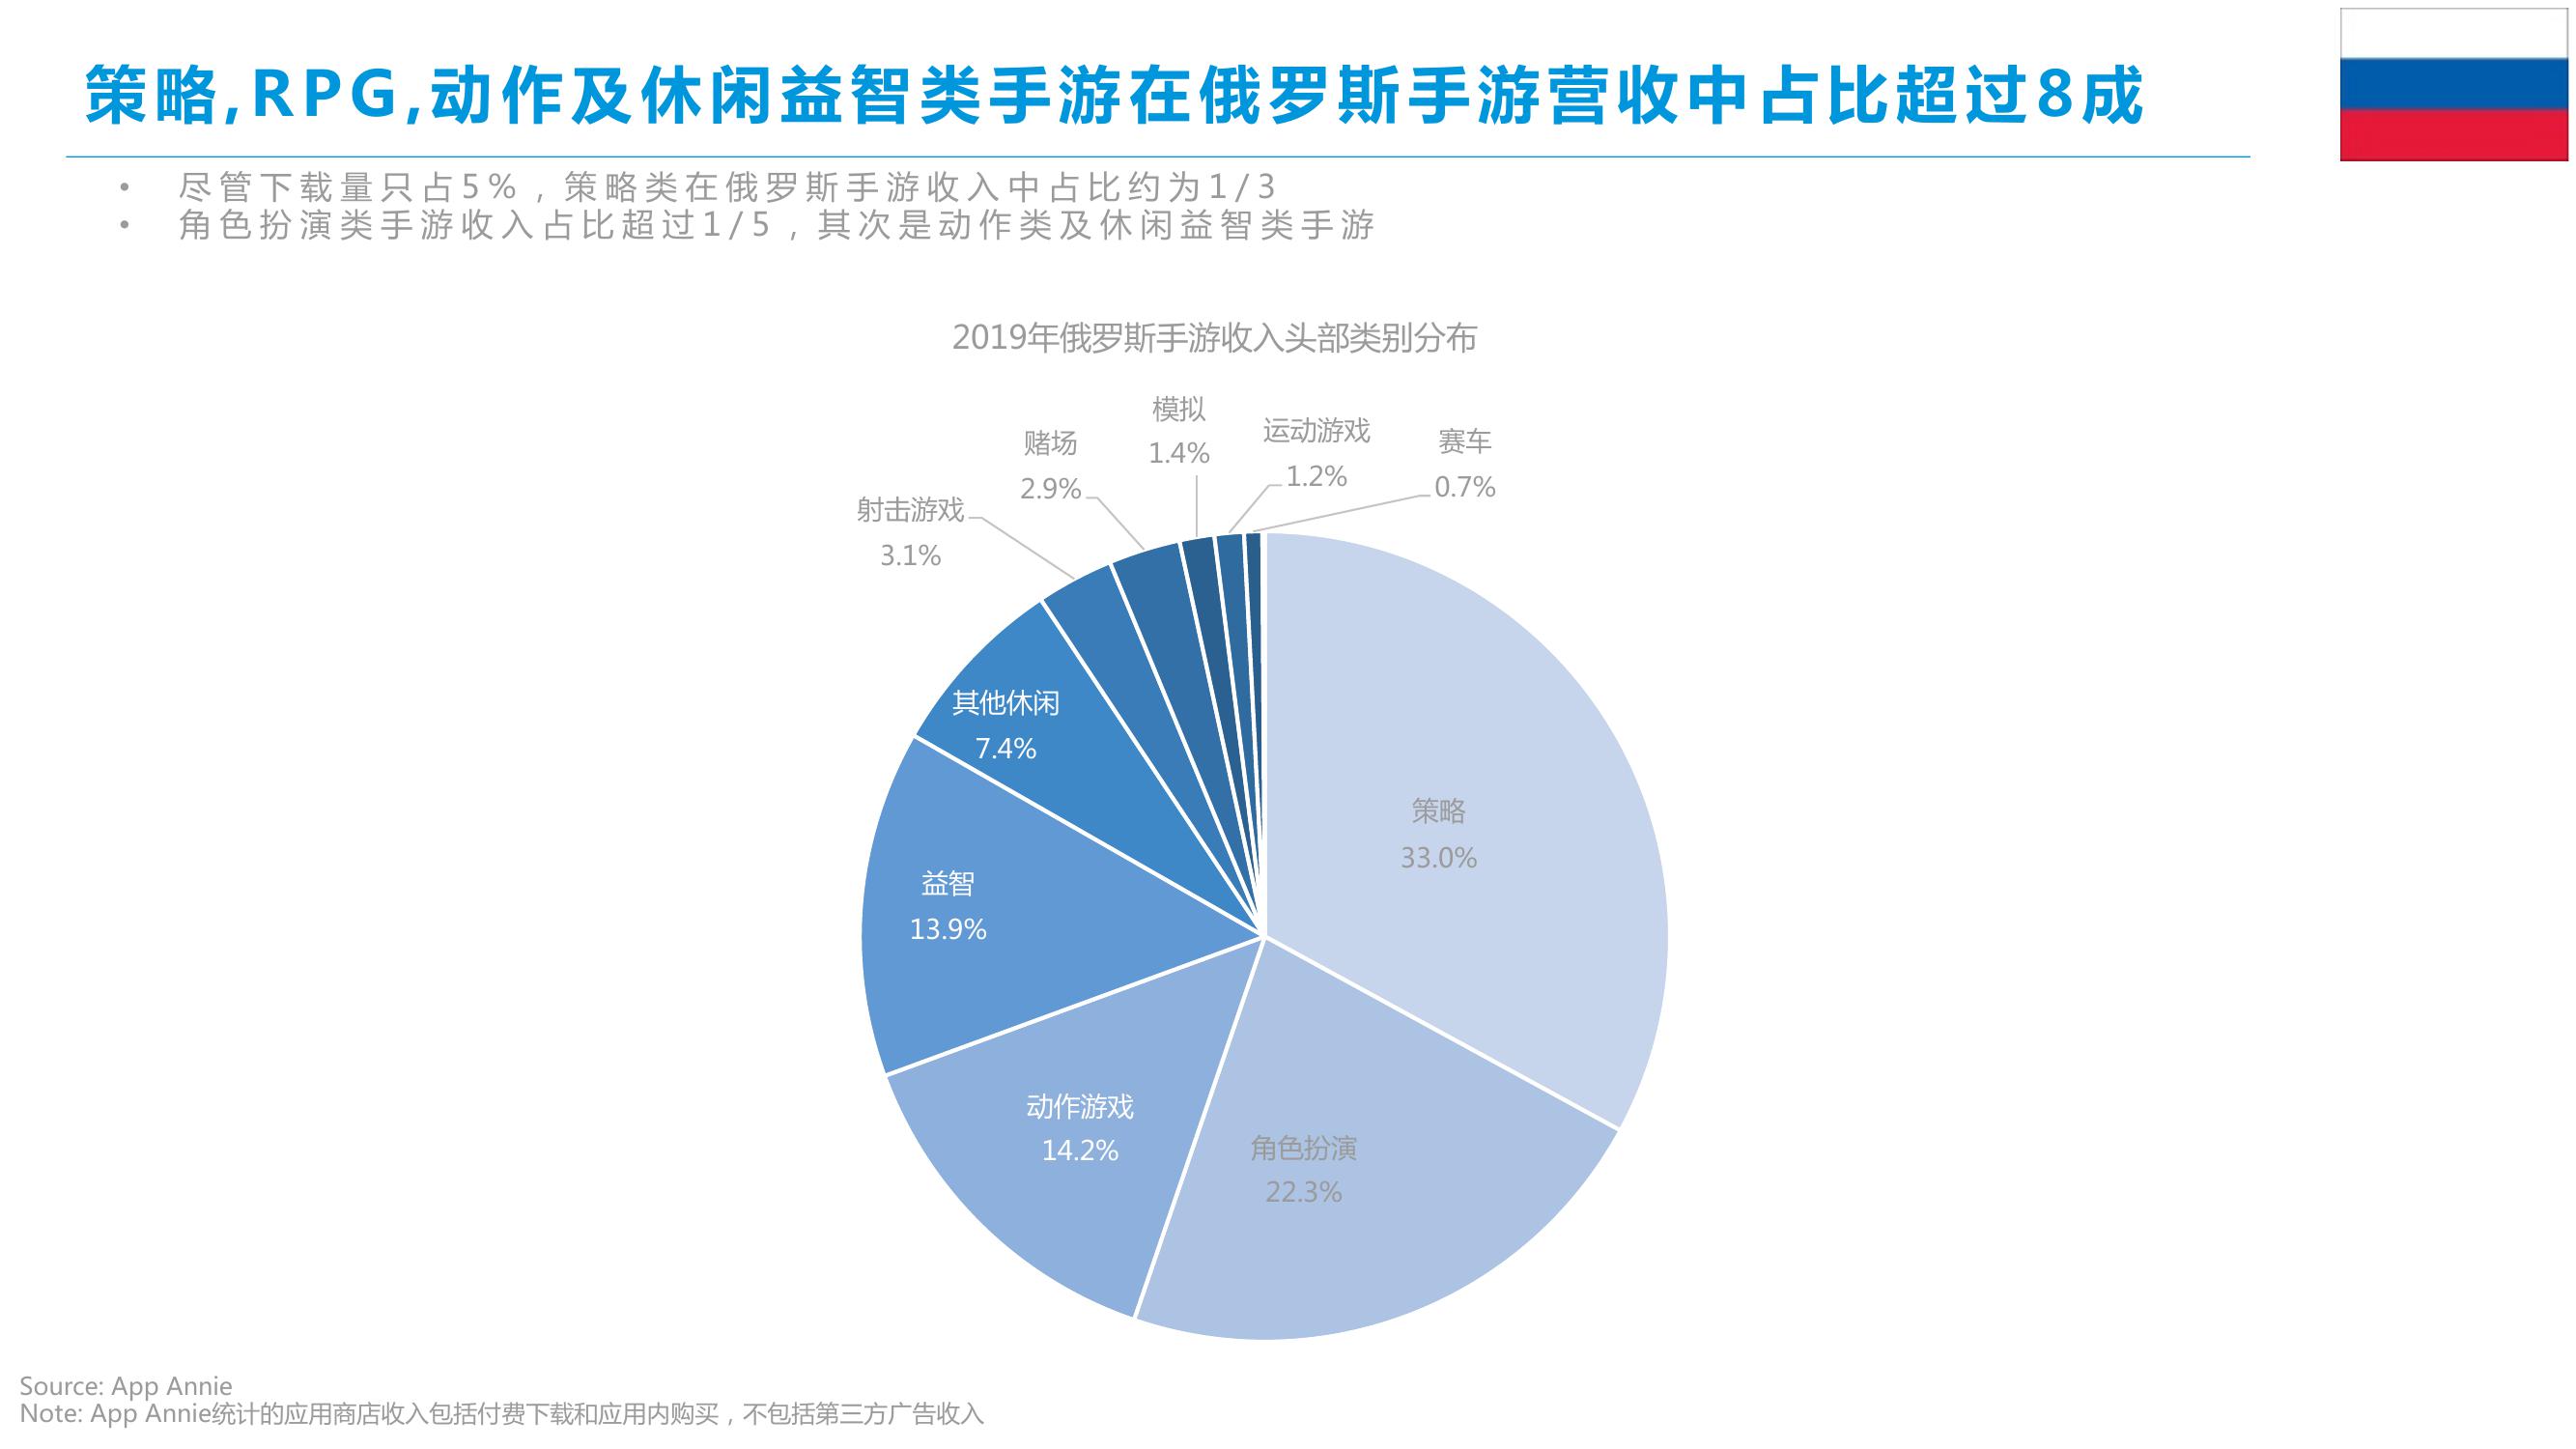 策略,RPG,动作及休闲益智类手游在俄罗斯手游营收中占比超过8成
• 尽管下载量只占5%，策略类在俄罗斯手游收入中占比约为1/3
• 角色扮演类手游收入占比超过1/5，其次是动作类及休闲益智类手游
2019年俄罗斯手游收入头部类别分布
模拟
1.4%
运动游戏
1.2%
赛车
0.7%
赌场
2.9%
射击游戏
3.1%
其他休闲
7.4%
策略
33.0%
益智
13.9%
动作游戏
14.2%
角色扮演
22.3%
Source: App Annie
Note: App Annie统计的应用商店收入包括付费下载和应用内购买，不包括第三方广告收入